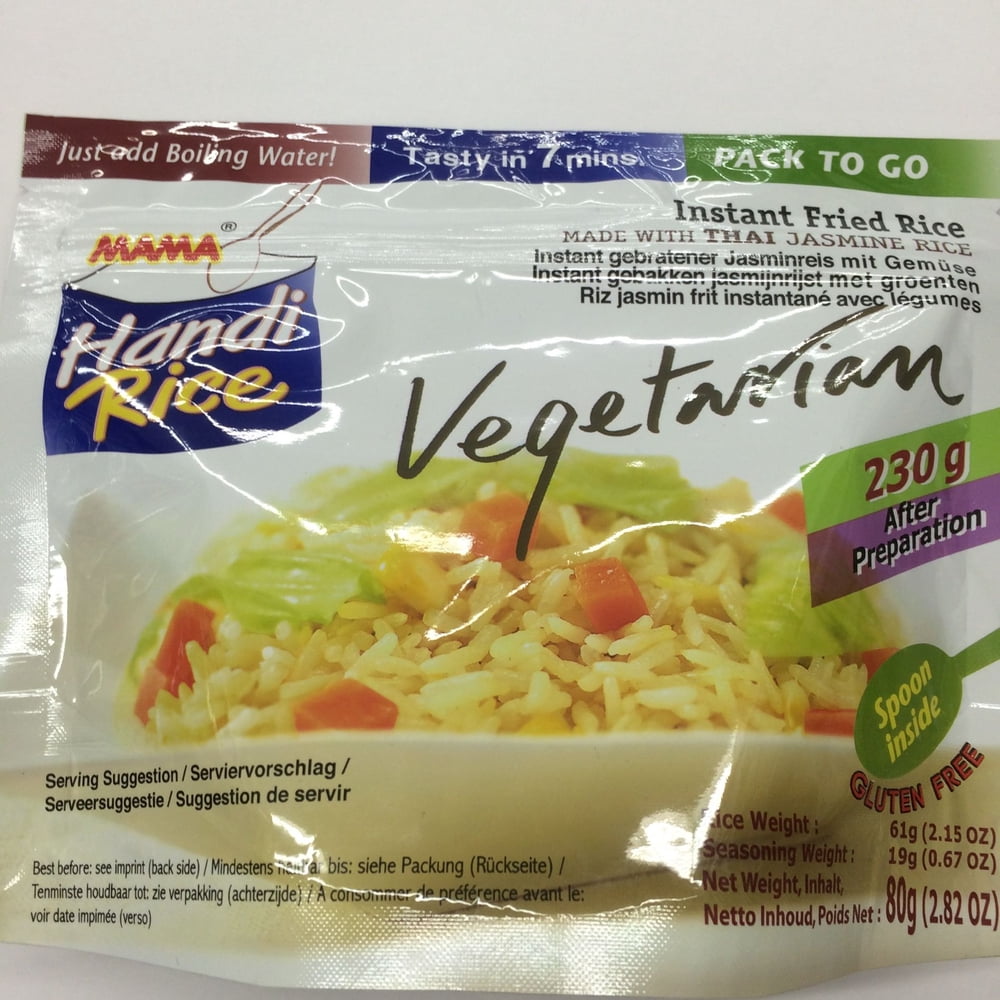 Just add Boiling Water!
Tasty in 7 mins.
PACK TO GO
MAMA®
Handi
Rice
Instant Fried Rice
MADE WITH THAI JASMINE RICE
Instant gebratener Jasminreis mit Gemüse
Instant gebakken jasmijnrijst met groenten
Riz jasmin frit instantané avec légumes
Vegetarian
230 g
After
Preparation
Spoon
inside
GLUTEN FREE
Serving Suggestion / Serviervorschlag /
Serveersuggestie / Suggestion de servir
Rice Weight : 61g (2.15 OZ)
Seasoning Weight : 19g (0.67 OZ)
Net Weight, Inhalt,
Netto Inhoud, Poids Net : 80g (2.82 OZ)
Best before: see imprint (back side) / Mindestens haltbar bis: siehe Packung (Rückseite) /
Tenminste houdbaar tot: zie verpakking (achterzijde) / A consommer de préférence avant le:
voir date impimée (verso)